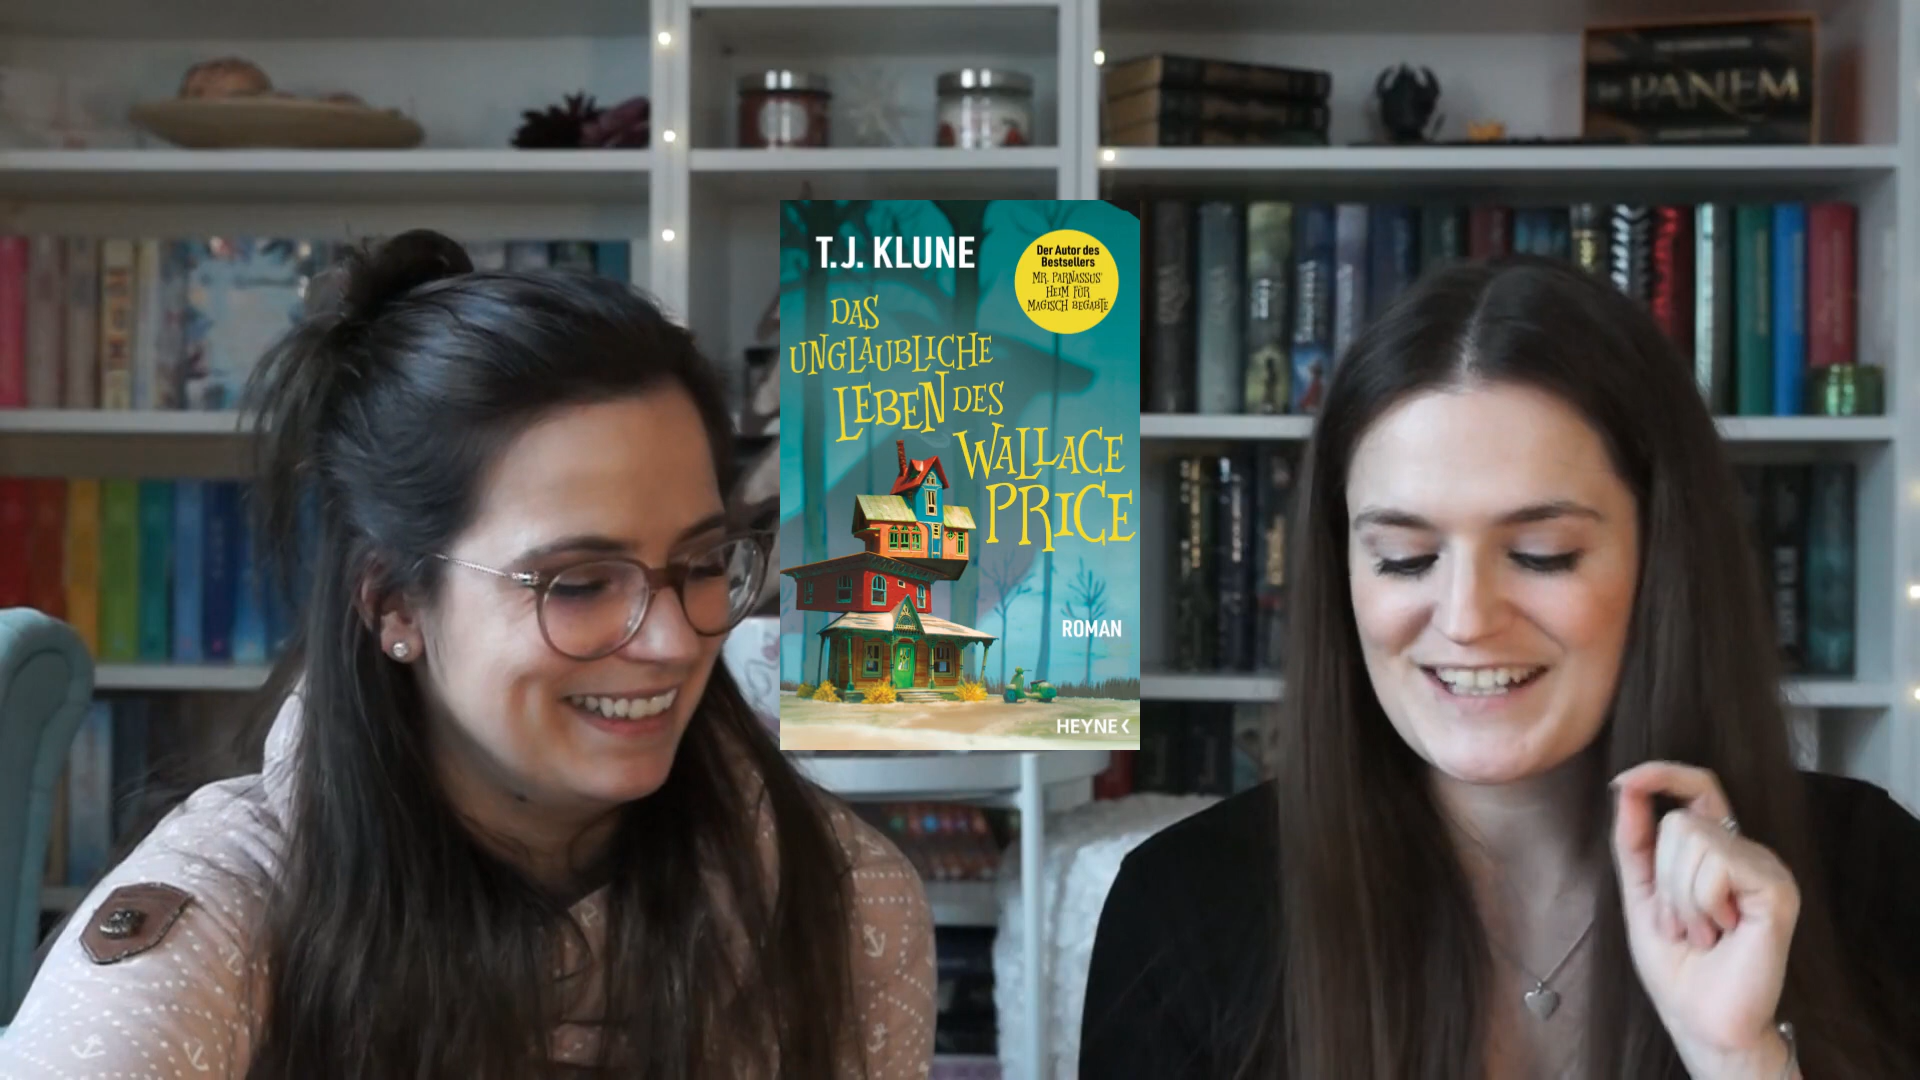 T.J. KLUNE
Der Autor des
Bestsellers
MR. PARNASSUS'
HEIM FÜR
MAGISCH BEGABTE
DAS
UNGLAUBLICHE
LEBEN DES
WALLACE
PRICE
ROMAN
HEYNE
PANEM